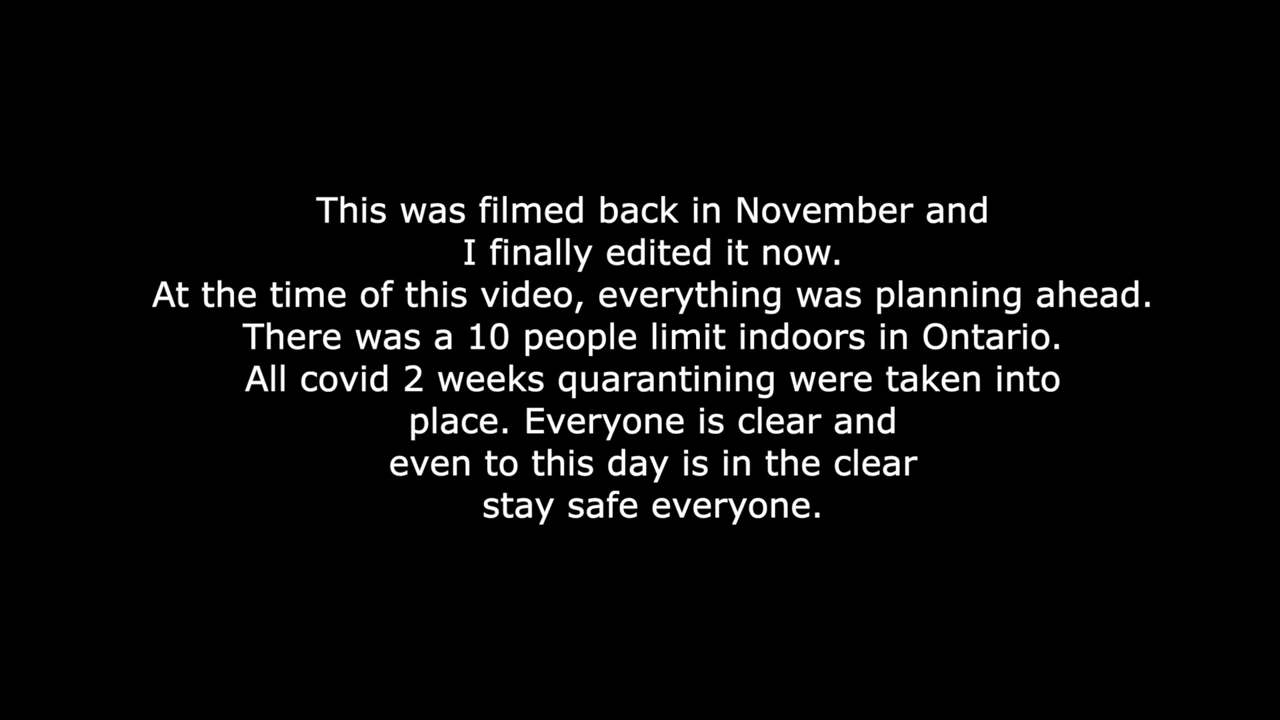 This was filmed back in November and
I finally edited it now.
At the time of this video, everything was planning ahead.
There was a 10 people limit indoors in Ontario.
All covid 2 weeks quarantining were taken into
place. Everyone is clear and
even to this day is in the clear
stay safe everyone.